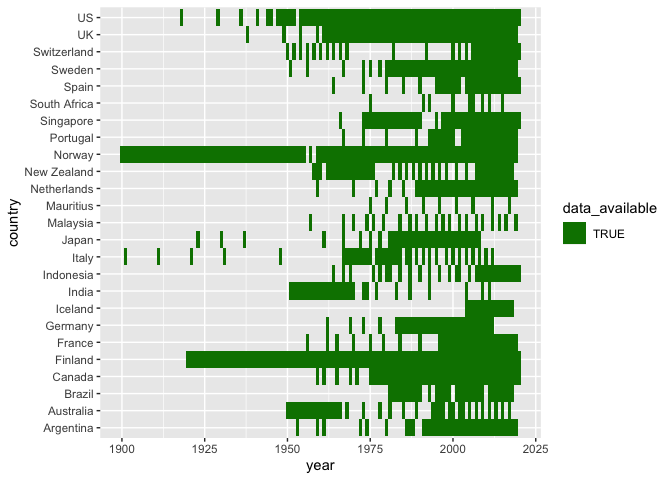 US
UK
Switzerland
Sweden
Spain
South Africa
Singapore
Portugal
Norway
New Zealand
Netherlands
Mauritius
Malaysia
Japan
Italy
Indonesia
India
Iceland
Germany
France
Finland
Canada
Brazil
Australia
Argentina
country
1900 1925 1950 1975 2000 2025
year
data_available
TRUE